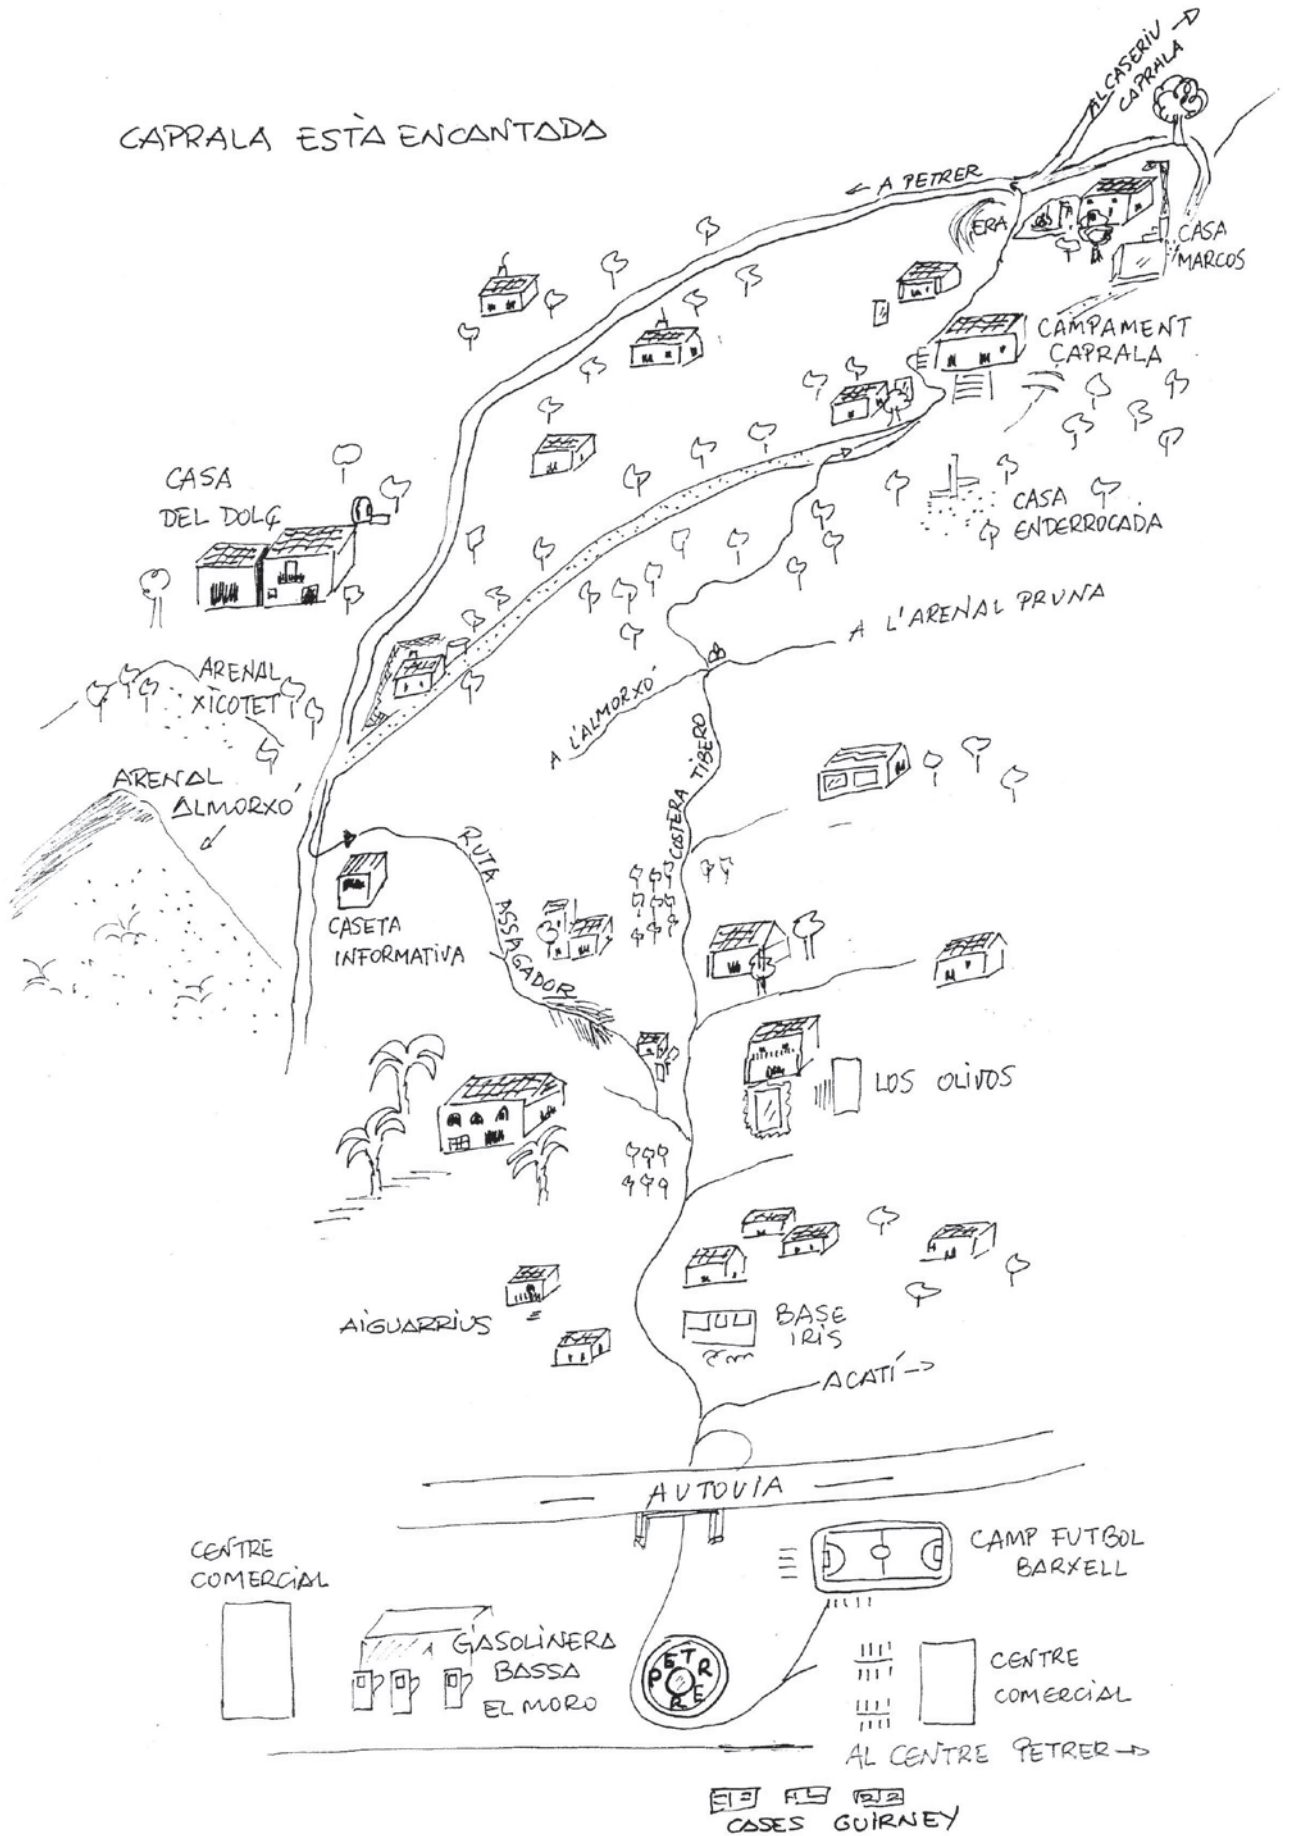 AL CASERIU
CAPRALA
CAPRALA ESTÀ ENCANTADA
← A PETRER
ERA
CASA
MARCOS
CAMPAMENT
CAPRALA
CASA
DEL DOLÇ
CASA
ENDERROCADA
A L'ARENAL PRUNA
ARENAL
XICOTET
A L'ALMORXÓ
COSTERA TIBERO
ARENAL
ALMORXÓ
RUTA ASSAGADOR
CASETA
INFORMATIVA
LOS OLIVOS
AIGUARRIUS
BASE
IRIS
ACATÍ →
AUTOVIA
CENTRE
COMERCIAL
CAMP FUTBOL
BARXELL
GASOLINERA
BASSA
EL MORO
PETRER
CENTRE
COMERCIAL
AL CENTRE PETRER →
CASES GUIRNEY